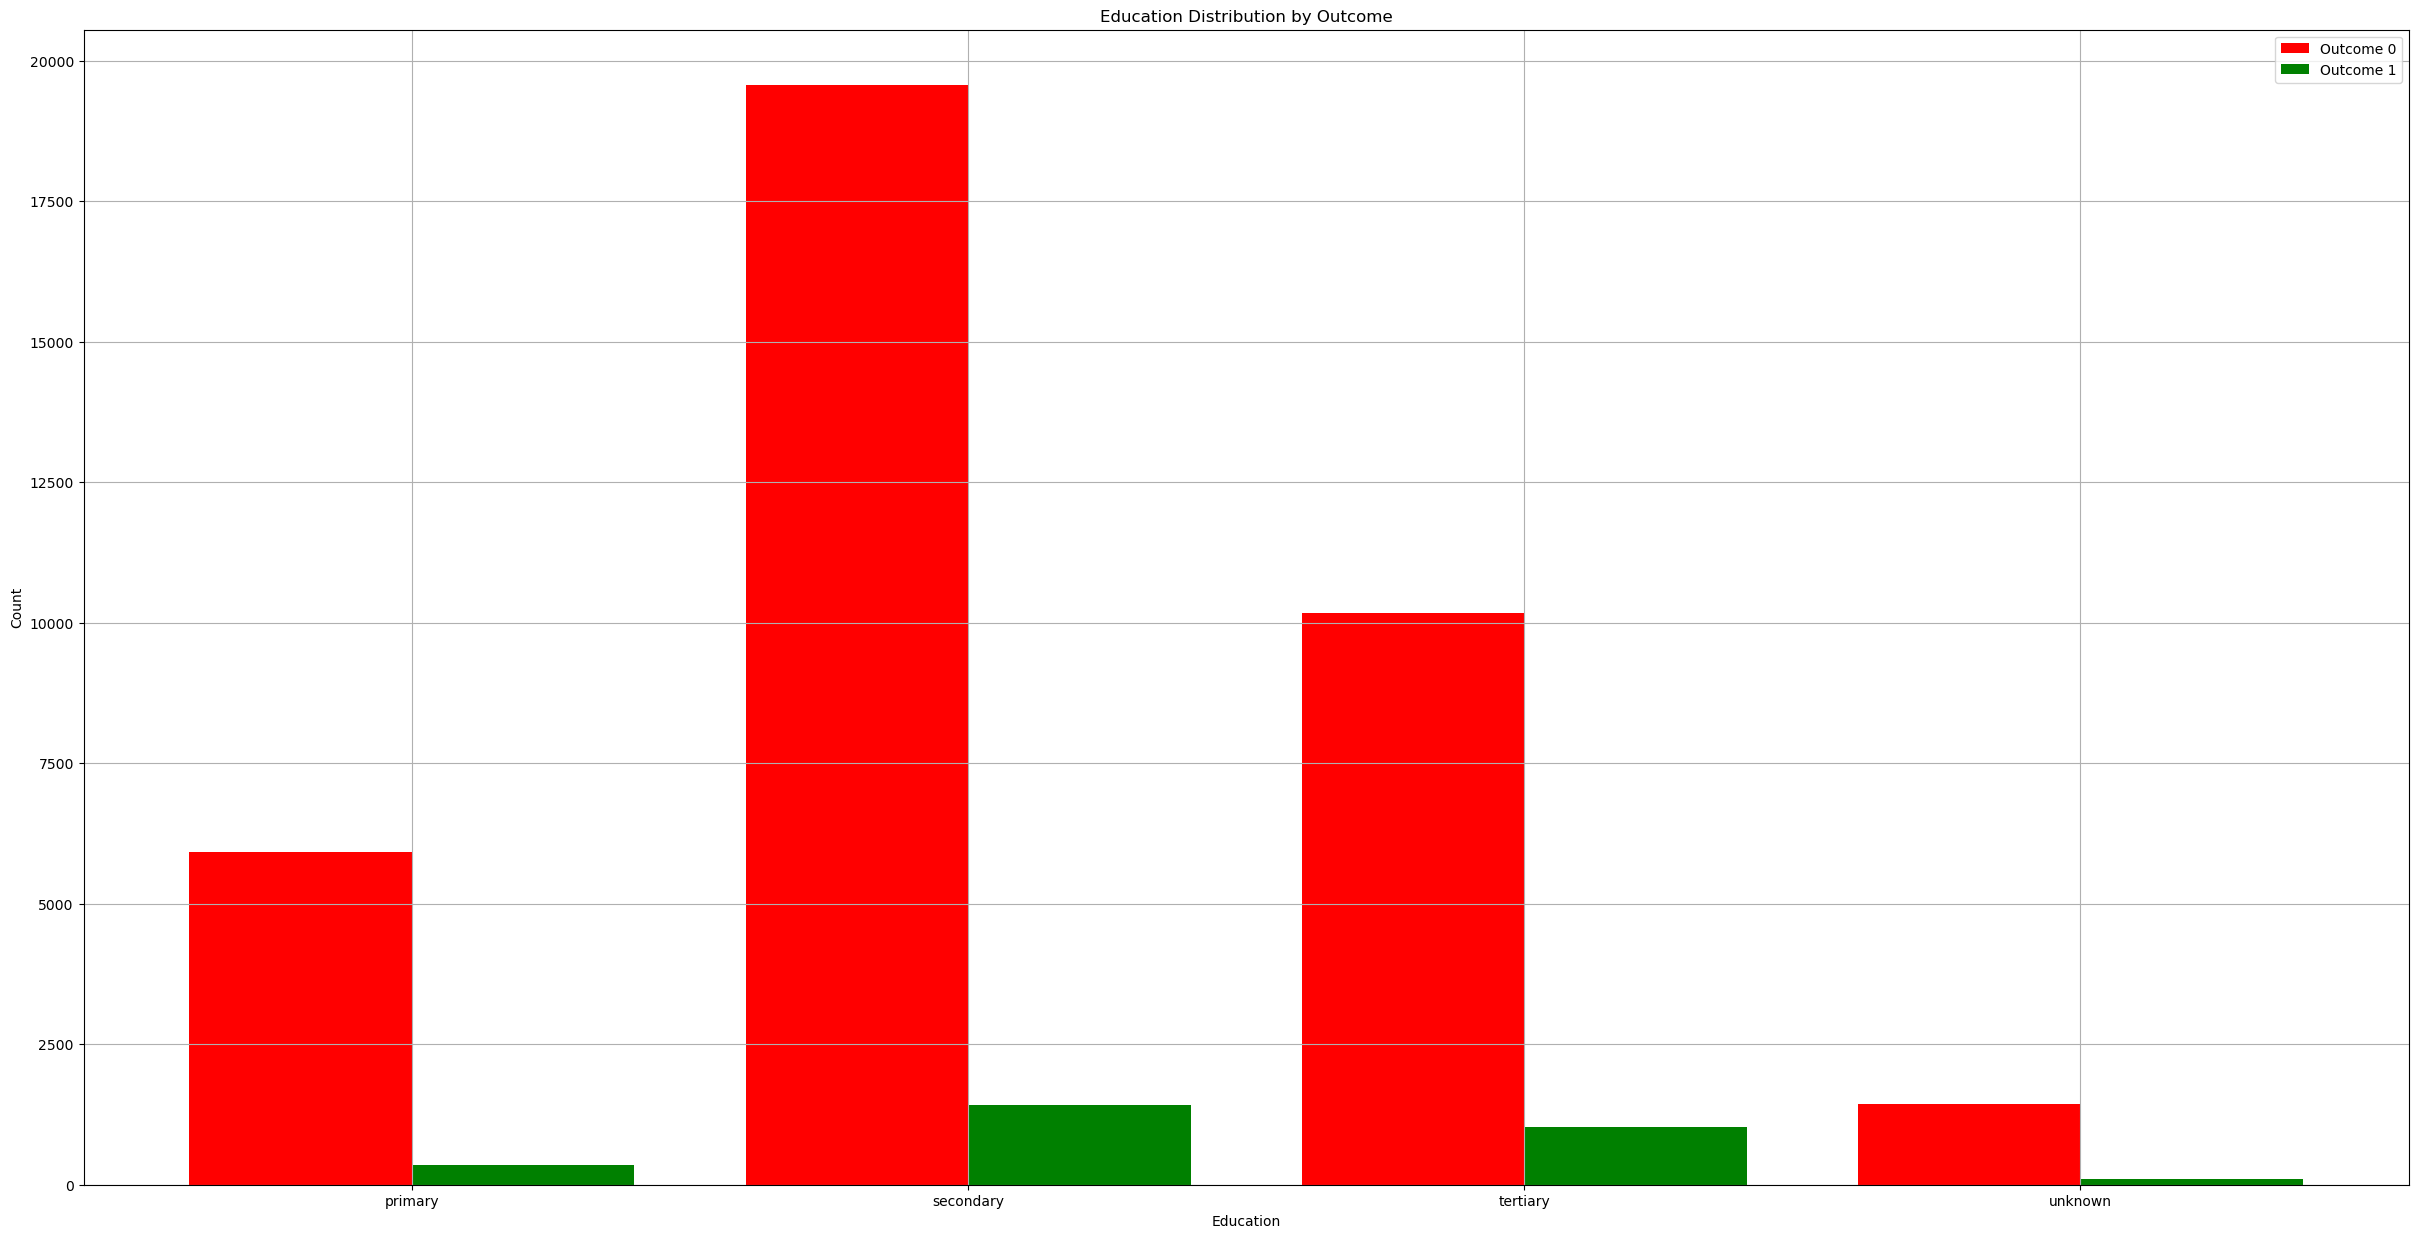 Education Distribution by Outcome
Outcome 0
Outcome 1
20000
17500
15000
12500
10000
7500
5000
2500
0
Count
primary secondary tertiary unknown
Education